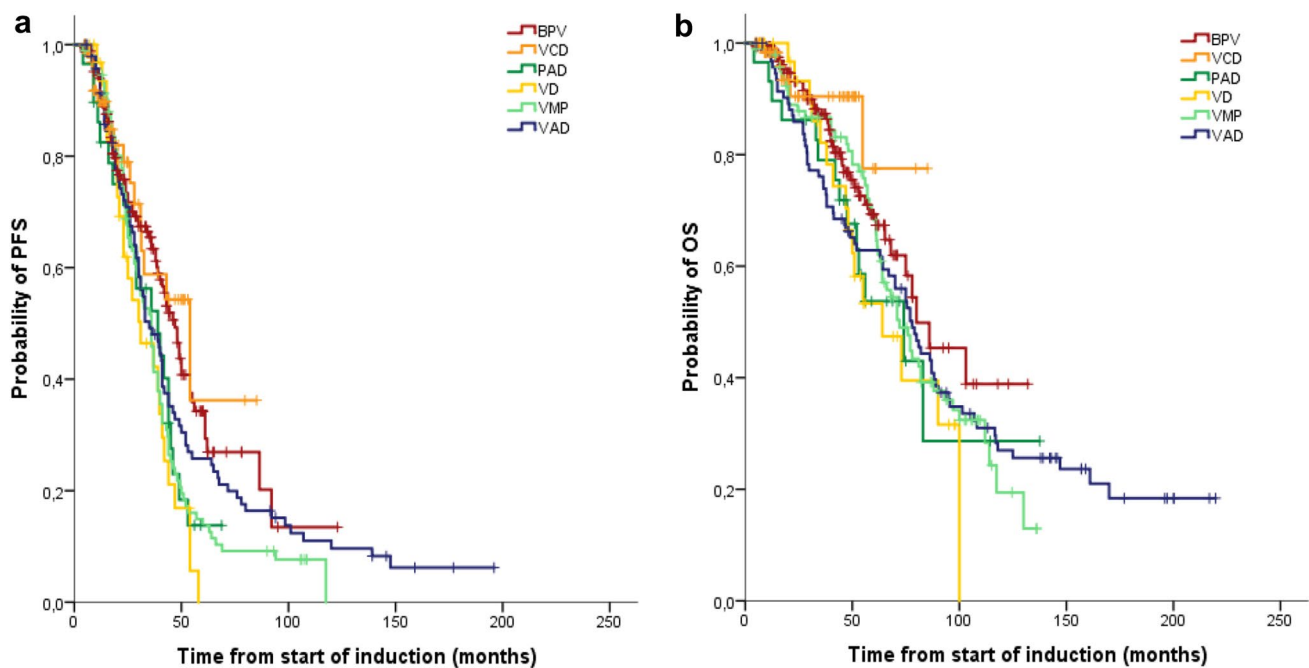 a
BPV
VCD
PAD
VD
VMP
VAD
Probability of PFS
1,0
0,8
0,6
0,4
0,2
0,0
0 50 100 150 200 250
Time from start of induction (months)
b
BPV
VCD
PAD
VD
VMP
VAD
Probability of OS
1,0
0,8
0,6
0,4
0,2
0,0
0 50 100 150 200 250
Time from start of induction (months)